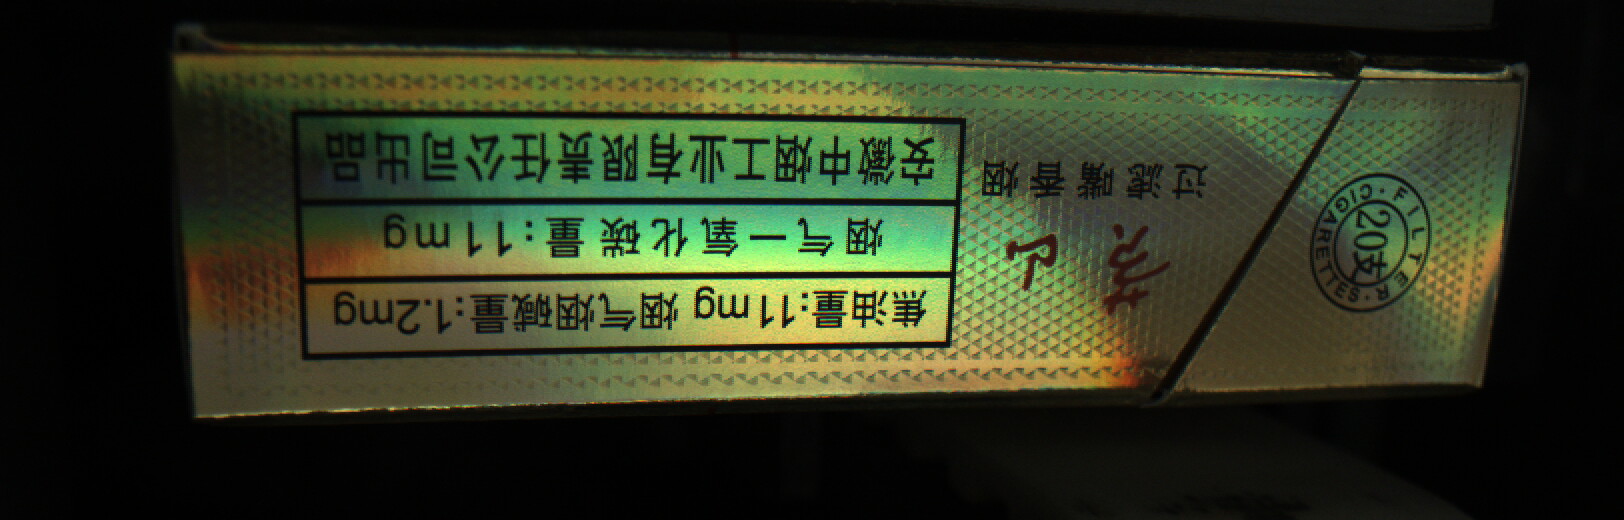 FILTER·CIGARETTES·
20支
过滤嘴香烟
焦油量:11mg 烟气烟碱量:1.2mg
烟气一氧化碳量:11mg
安徽中烟工业有限责任公司出品